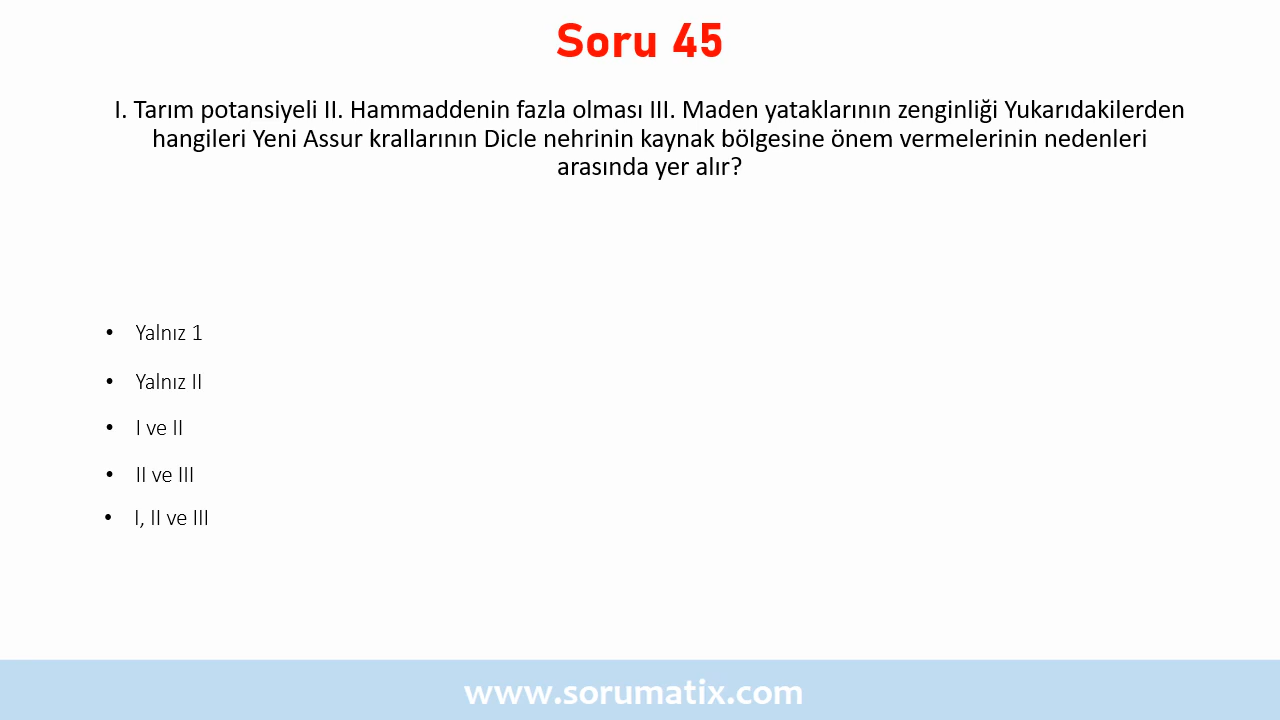 Soru 45
I. Tarım potansiyeli II. Hammaddenin fazla olması III. Maden yataklarının zenginliği Yukarıdakilerden
hangileri Yeni Assur krallarının Dicle nehrinin kaynak bölgesine önem vermelerinin nedenleri
arasında yer alır?
• Yalnız 1
• Yalnız II
• I ve II
• II ve III
• I, II ve III
www.sorumatix.com